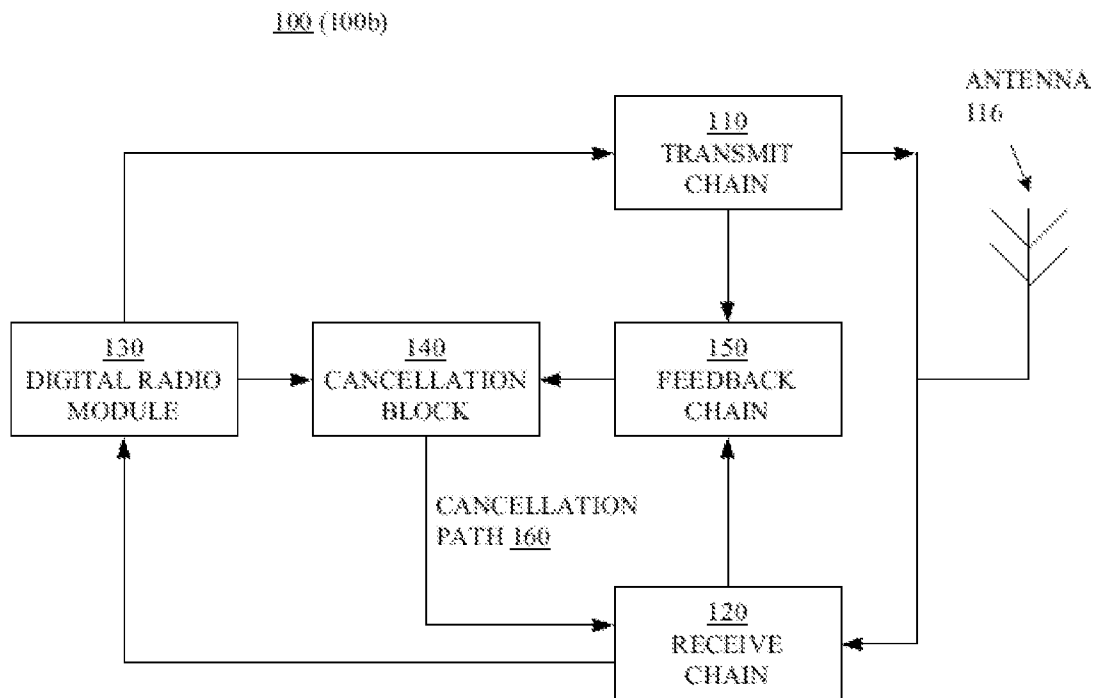 100 (100b)
ANTENNA
116
110
TRANSMIT
CHAIN
130
DIGITAL RADIO
MODULE
140
CANCELLATION
BLOCK
150
FEEDBACK
CHAIN
CANCELLATION
PATH 160
120
RECEIVE
CHAIN